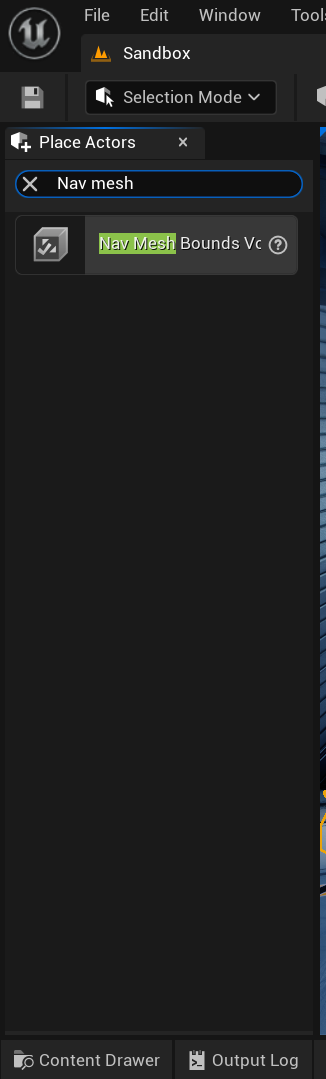 File Edit Window Tools
Sandbox
Selection Mode
Place Actors
Nav mesh
Nav Mesh Bounds Vo
Content Drawer Output Log